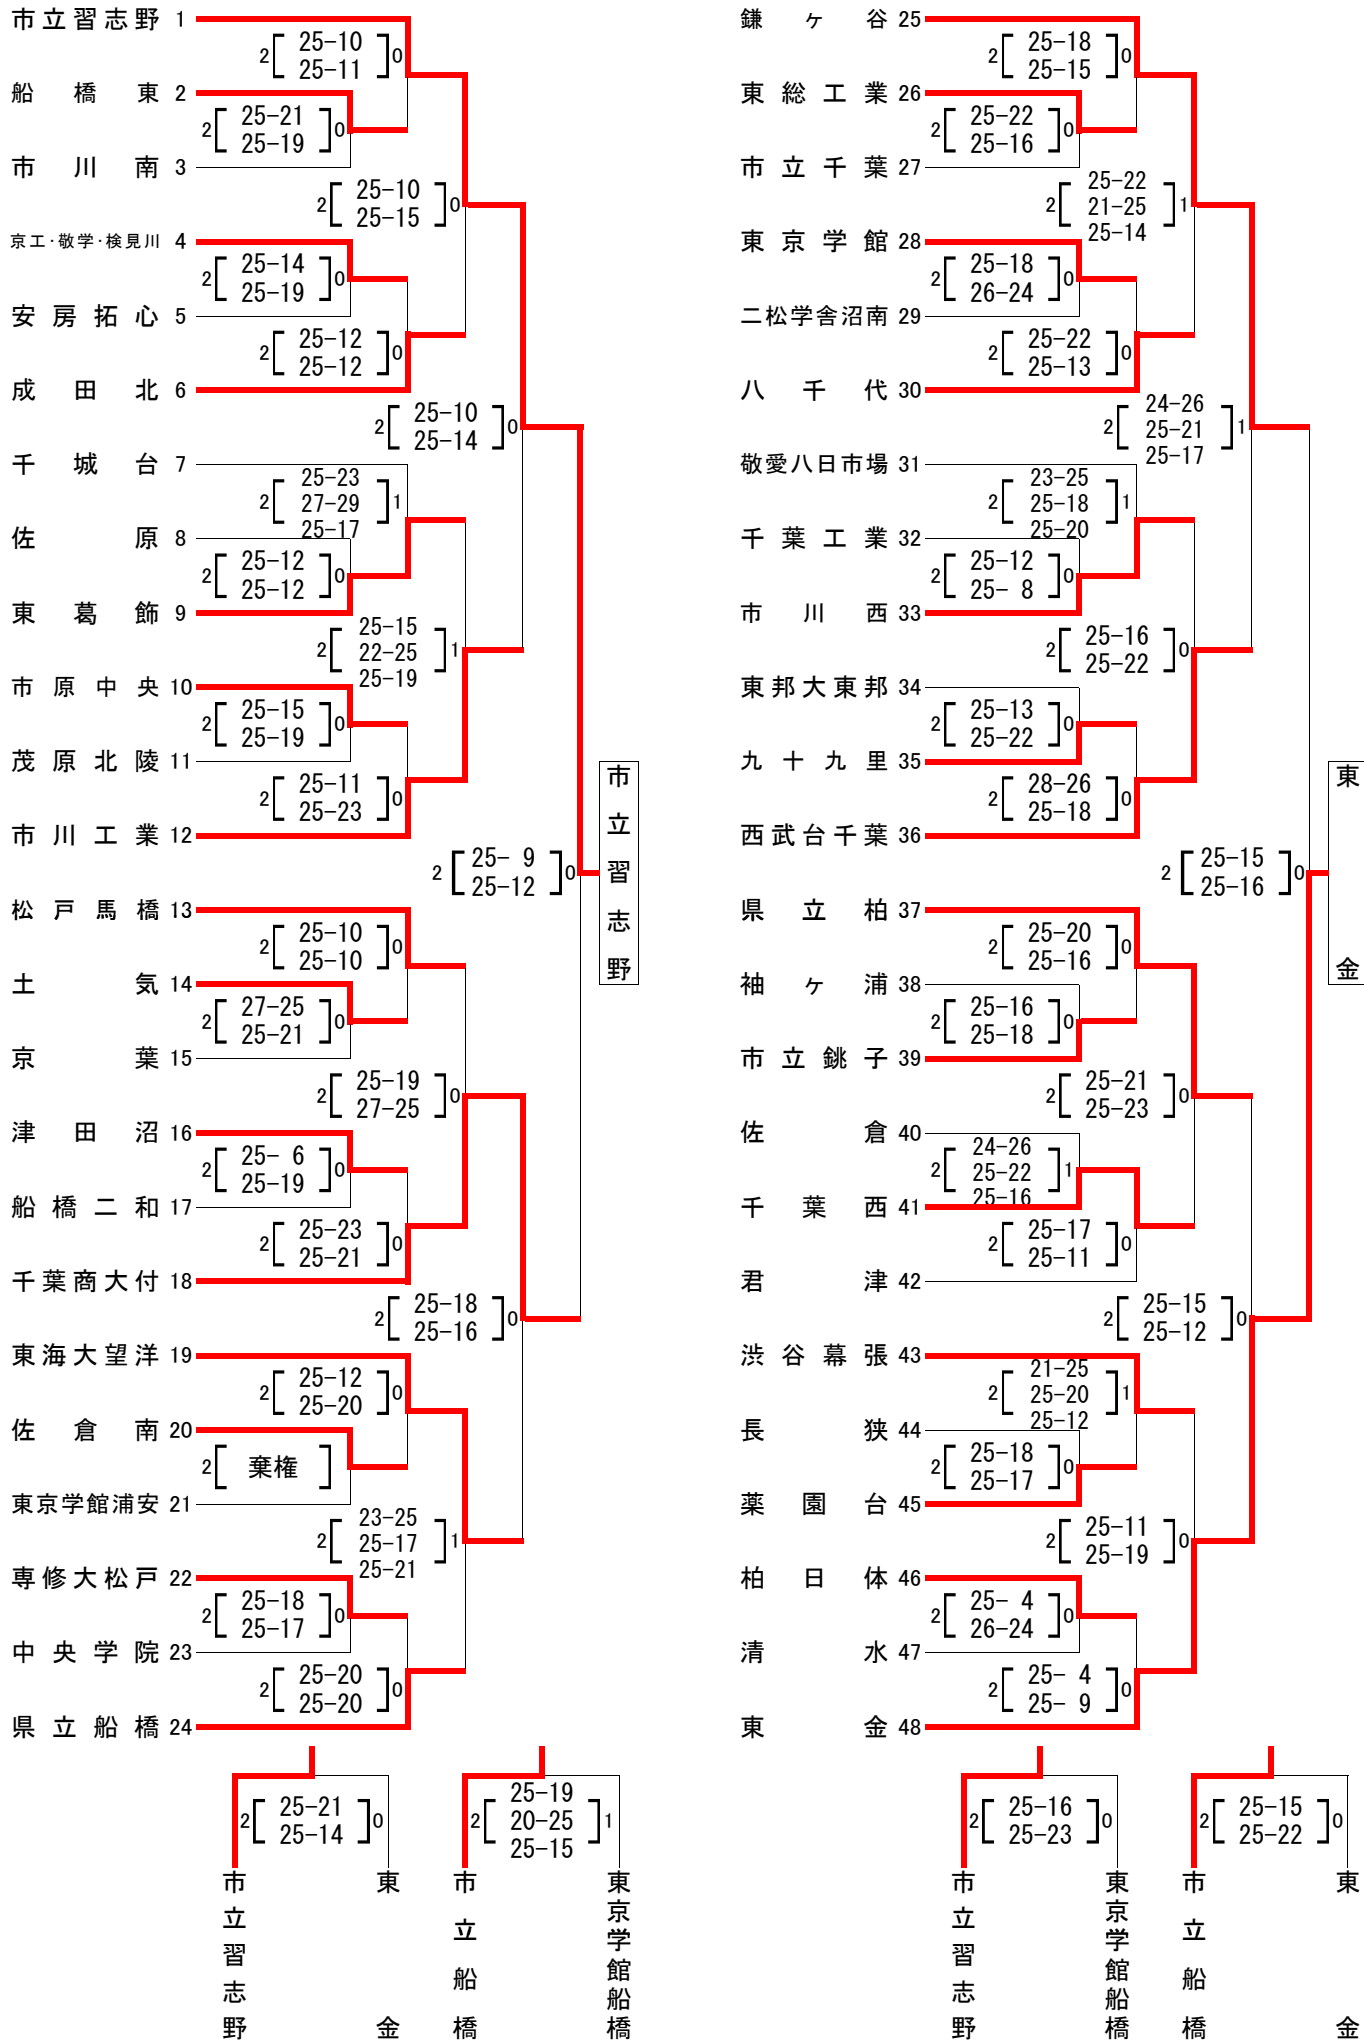 市立習志野 1
2 25-10 0
25-11
船橋東 2
2 25-21 0
25-19
市川南 3
2 25-10 0
25-15
京工・敬学・検見川 4
2 25-14 0
25-19
安房拓心 5
2 25-12 0
25-12
成田北 6
2 25-10 0
25-14
千城台 7
25-23
2 27-29 1
25-17
佐原 8
2 25-12 0
25-12
東葛飾 9
25-15
2 22-25 1
25-19
市原中央 10
2 25-15 0
25-19
茂原北陵 11
2 25-11 0
25-23
市川工業 12
2 25- 9 0
25-12
市立習志野
松戸馬橋 13
2 25-10 0
25-10
土気 14
2 27-25 0
25-21
京葉 15
2 25-19 0
27-25
津田沼 16
2 25- 6 0
25-19
船橋二和 17
2 25-23 0
25-21
千葉商大付 18
2 25-18 0
25-16
東海大望洋 19
2 25-12 0
25-20
佐倉南 20
2 棄権
東京学館浦安 21
23-25
2 25-17 1
25-21
専修大松戸 22
2 25-18 0
25-17
中央学院 23
2 25-20 0
25-20
県立船橋 24
鎌ヶ谷 25
2 25-18 0
25-15
東総工業 26
2 25-22 0
25-16
市立千葉 27
25-22
2 21-25 1
25-14
東京学館 28
2 25-18 0
26-24
二松学舎沼南 29
2 25-22 0
25-13
八千代 30
24-26
2 25-21 1
25-17
敬愛八日市場 31
23-25
2 25-18 1
25-20
千葉工業 32
2 25-12 0
25- 8
市川西 33
2 25-16 0
25-22
東邦大東邦 34
2 25-13 0
25-22
九十九里 35
2 28-26 0
25-18
西武台千葉 36
2 25-15 0
25-16
東金
県立柏 37
2 25-20 0
25-16
袖ヶ浦 38
2 25-16 0
25-18
市立銚子 39
2 25-21 0
25-23
佐倉 40
24-26
2 25-22 1
25-16
千葉西 41
2 25-17 0
25-11
君津 42
2 25-15 0
25-12
渋谷幕張 43
21-25
2 25-20 1
25-12
長狭 44
2 25-18 0
25-17
薬園台 45
2 25-11 0
25-19
柏日体 46
2 25- 4 0
26-24
清水 47
2 25- 4 0
25- 9
東金 48
2 25-21 0
25-14
市立習志野
東金
25-19
2 20-25 1
25-15
市立船橋
東京学館船橋
2 25-16 0
25-23
市立習志野
東京学館船橋
2 25-15 0
25-22
市立船橋
東金